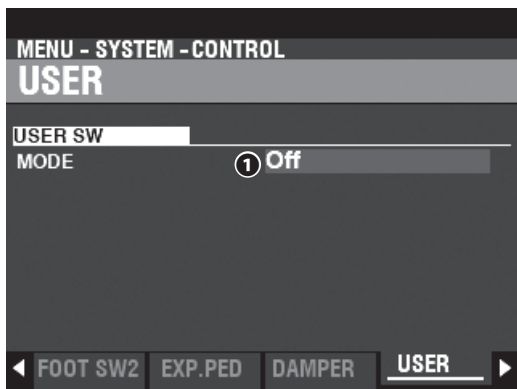 MENU - SYSTEM - CONTROL
USER
USER SW
MODE 1 Off
FOOT SW2 EXP.PED DAMPER USER